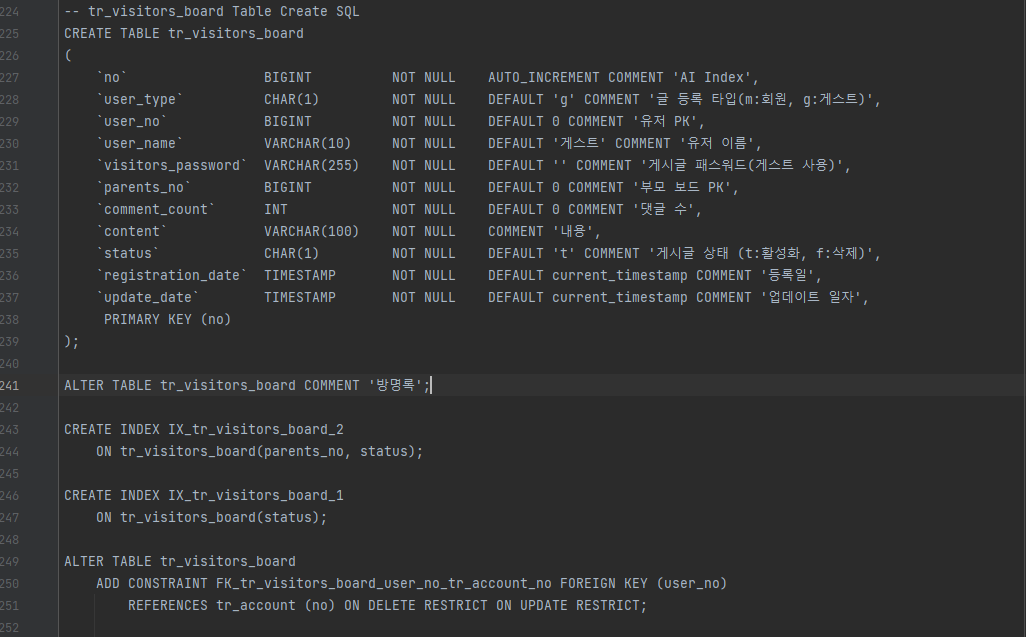 224 -- tr_visitors_board Table Create SQL
225 CREATE TABLE tr_visitors_board
226 (
227 `no` BIGINT NOT NULL AUTO_INCREMENT COMMENT 'AI Index',
228 `user_type` CHAR(1) NOT NULL DEFAULT 'g' COMMENT '글 등록 타입(m:회원, g:게스트)',
229 `user_no` BIGINT NOT NULL DEFAULT 0 COMMENT '유저 PK',
230 `user_name` VARCHAR(10) NOT NULL DEFAULT '게스트' COMMENT '유저 이름',
231 `visitors_password` VARCHAR(255) NOT NULL DEFAULT '' COMMENT '게시글 패스워드(게스트 사용)',
232 `parents_no` BIGINT NOT NULL DEFAULT 0 COMMENT '부모 보드 PK',
233 `comment_count` INT NOT NULL DEFAULT 0 COMMENT '댓글 수',
234 `content` VARCHAR(100) NOT NULL COMMENT '내용',
235 `status` CHAR(1) NOT NULL DEFAULT 't' COMMENT '게시글 상태 (t:활성화, f:삭제)',
236 `registration_date` TIMESTAMP NOT NULL DEFAULT current_timestamp COMMENT '등록일',
237 `update_date` TIMESTAMP NOT NULL DEFAULT current_timestamp COMMENT '업데이트 일자',
238 PRIMARY KEY (no)
239 );
240
241 ALTER TABLE tr_visitors_board COMMENT '방명록';
242
243 CREATE INDEX IX_tr_visitors_board_2
244 ON tr_visitors_board(parents_no, status);
245
246 CREATE INDEX IX_tr_visitors_board_1
247 ON tr_visitors_board(status);
248
249 ALTER TABLE tr_visitors_board
250 ADD CONSTRAINT FK_tr_visitors_board_user_no_tr_account_no FOREIGN KEY (user_no)
251 REFERENCES tr_account (no) ON DELETE RESTRICT ON UPDATE RESTRICT;
252